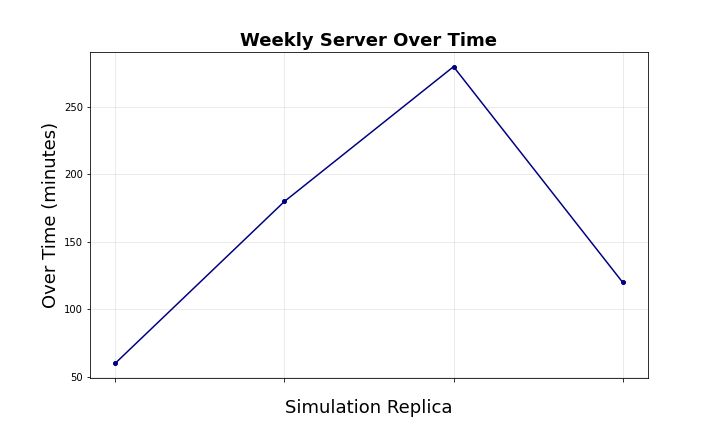 Weekly Server Over Time
Over Time (minutes)
250
200
150
100
50
Simulation Replica